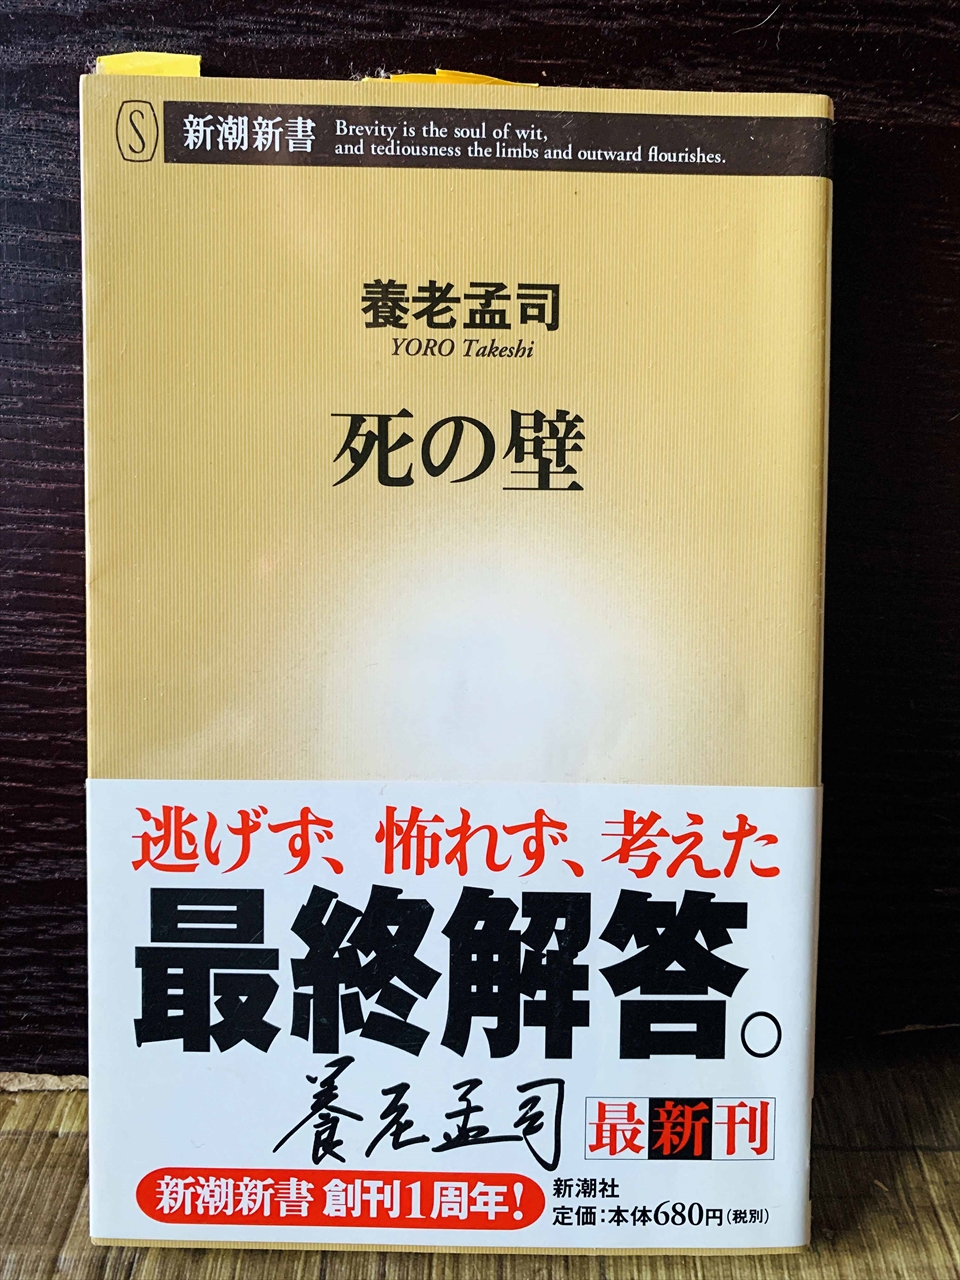 S
新潮新書
Brevity is the soul of wit,
and tediousness the limbs and outward flourishes.
養老孟司
YORO Takeshi
死の壁
逃げず、怖れず、考えた
最終解答。
養老孟司
最新刊
新潮新書 創刊1周年!
新潮社
定価:本体680円(税別)